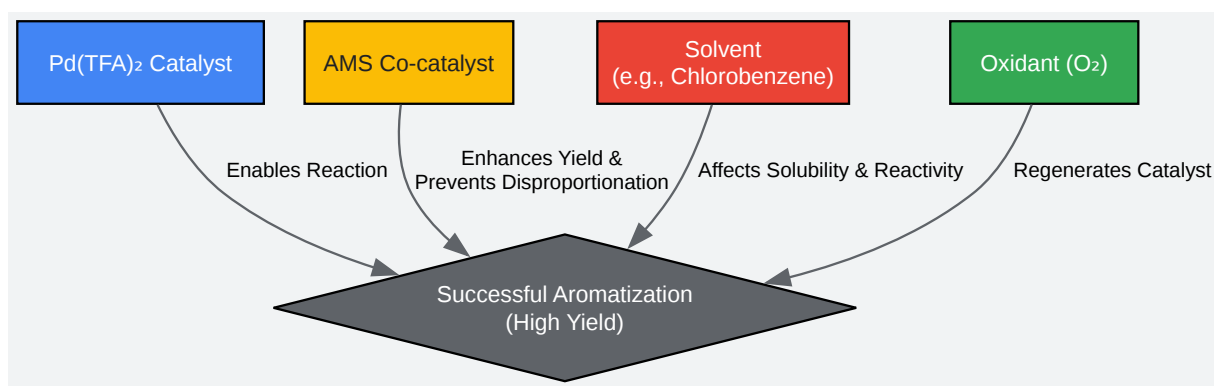 Pd(TFA)₂ Catalyst
AMS Co-catalyst
Solvent
(e.g., Chlorobenzene)
Oxidant (O₂)
Enables Reaction
Enhances Yield &
Prevents Disproportionation
Affects Solubility & Reactivity
Regenerates Catalyst
Successful Aromatization
(High Yield)